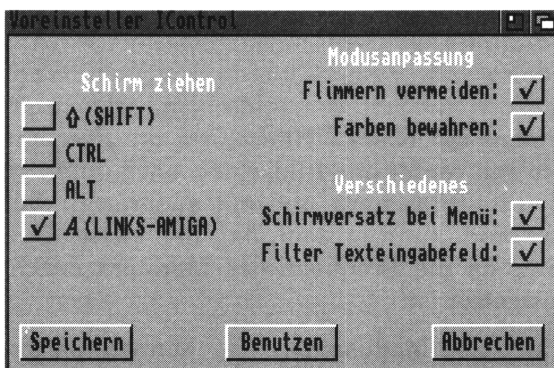 Voreinsteller IControl
Schirm ziehen
⇧ (SHIFT)
CTRL
ALT
A (LINKS-AMIGA)
Modusanpassung
Flimmern vermeiden: ✓
Farben bewahren: ✓
Verschiedenes
Schirmversatz bei Menü: ✓
Filter Texteingabefeld: ✓
Speichern
Benutzen
Abbrechen